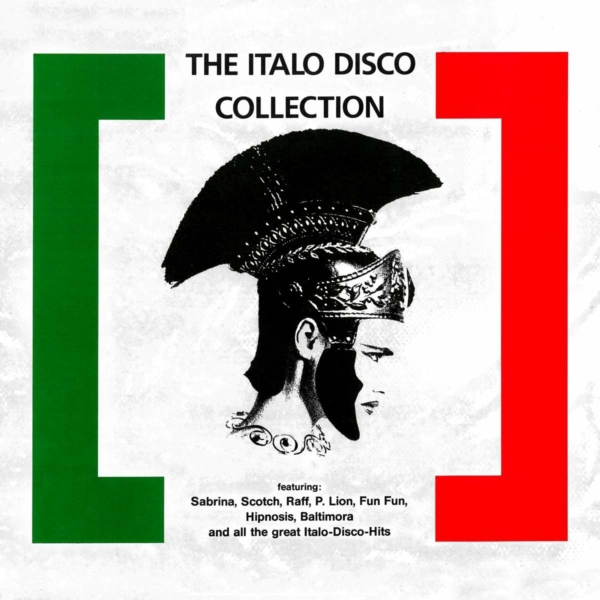 THE ITALO DISCO
COLLECTION
featuring:
Sabrina, Scotch, Raff, P. Lion, Fun Fun,
Hipnosis, Baltimora
and all the great Italo-Disco-Hits